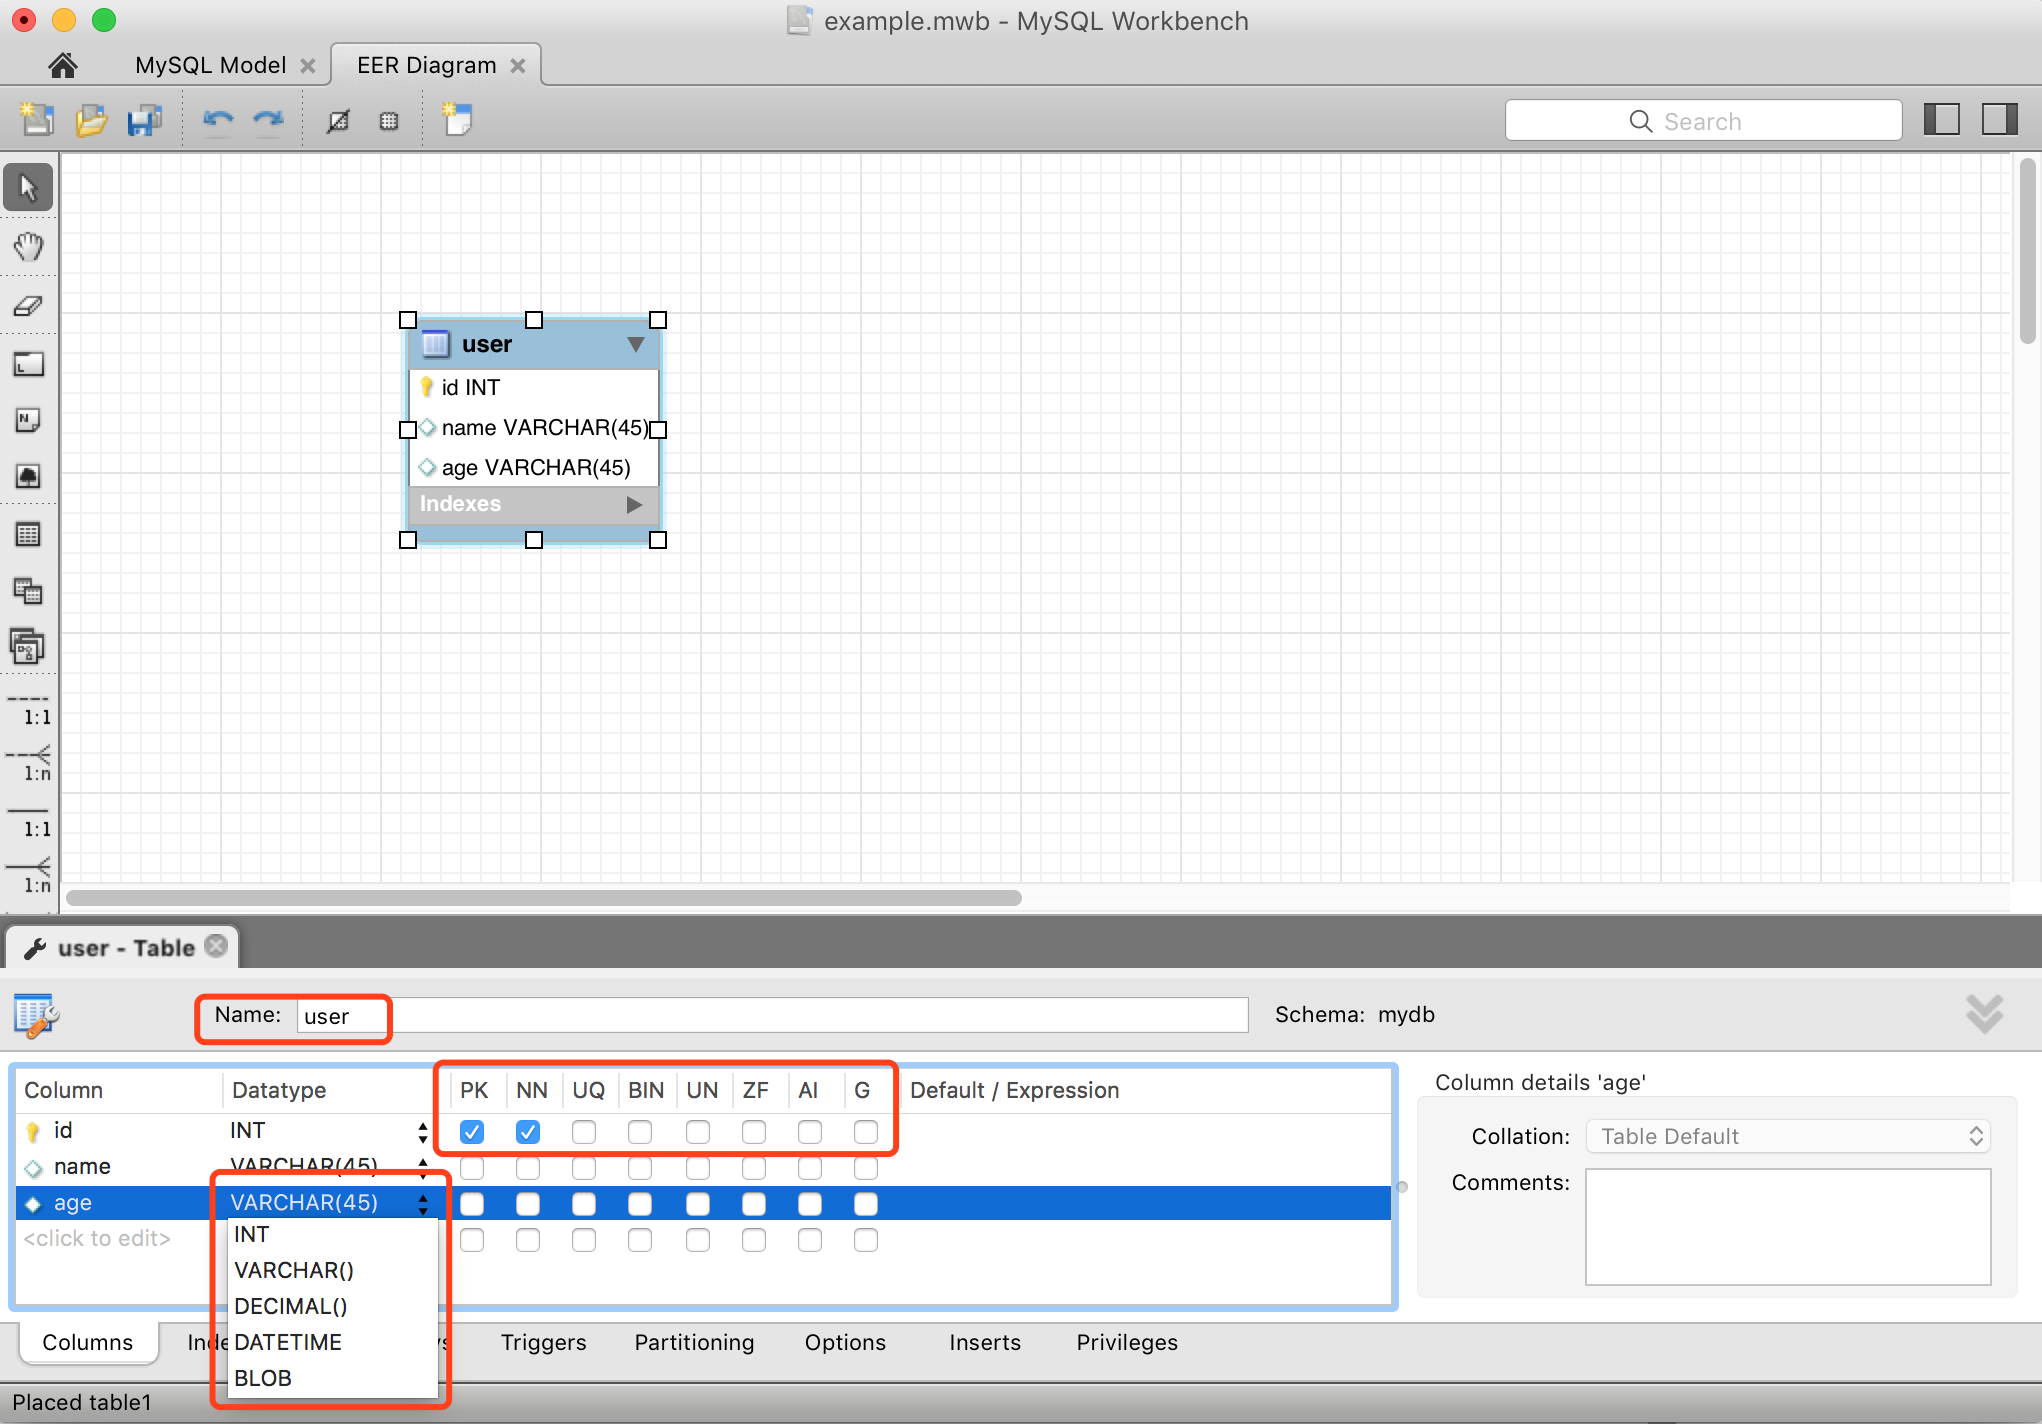 example.mwb - MySQL Workbench
MySQL Model
EER Diagram
Search
user
id INT
name VARCHAR(45)
age VARCHAR(45)
Indexes
L
N
1:1
1:n
1:1
1:n
user - Table
Name: user
Schema: mydb
Column Datatype PK NN UQ BIN UN ZF AI G Default / Expression
id INT
name VARCHAR(45)
age VARCHAR(45)
<click to edit>
INT
VARCHAR()
DECIMAL()
DATETIME
BLOB
Column details 'age'
Collation: Table Default
Comments:
Columns Triggers Partitioning Options Inserts Privileges
Placed table1